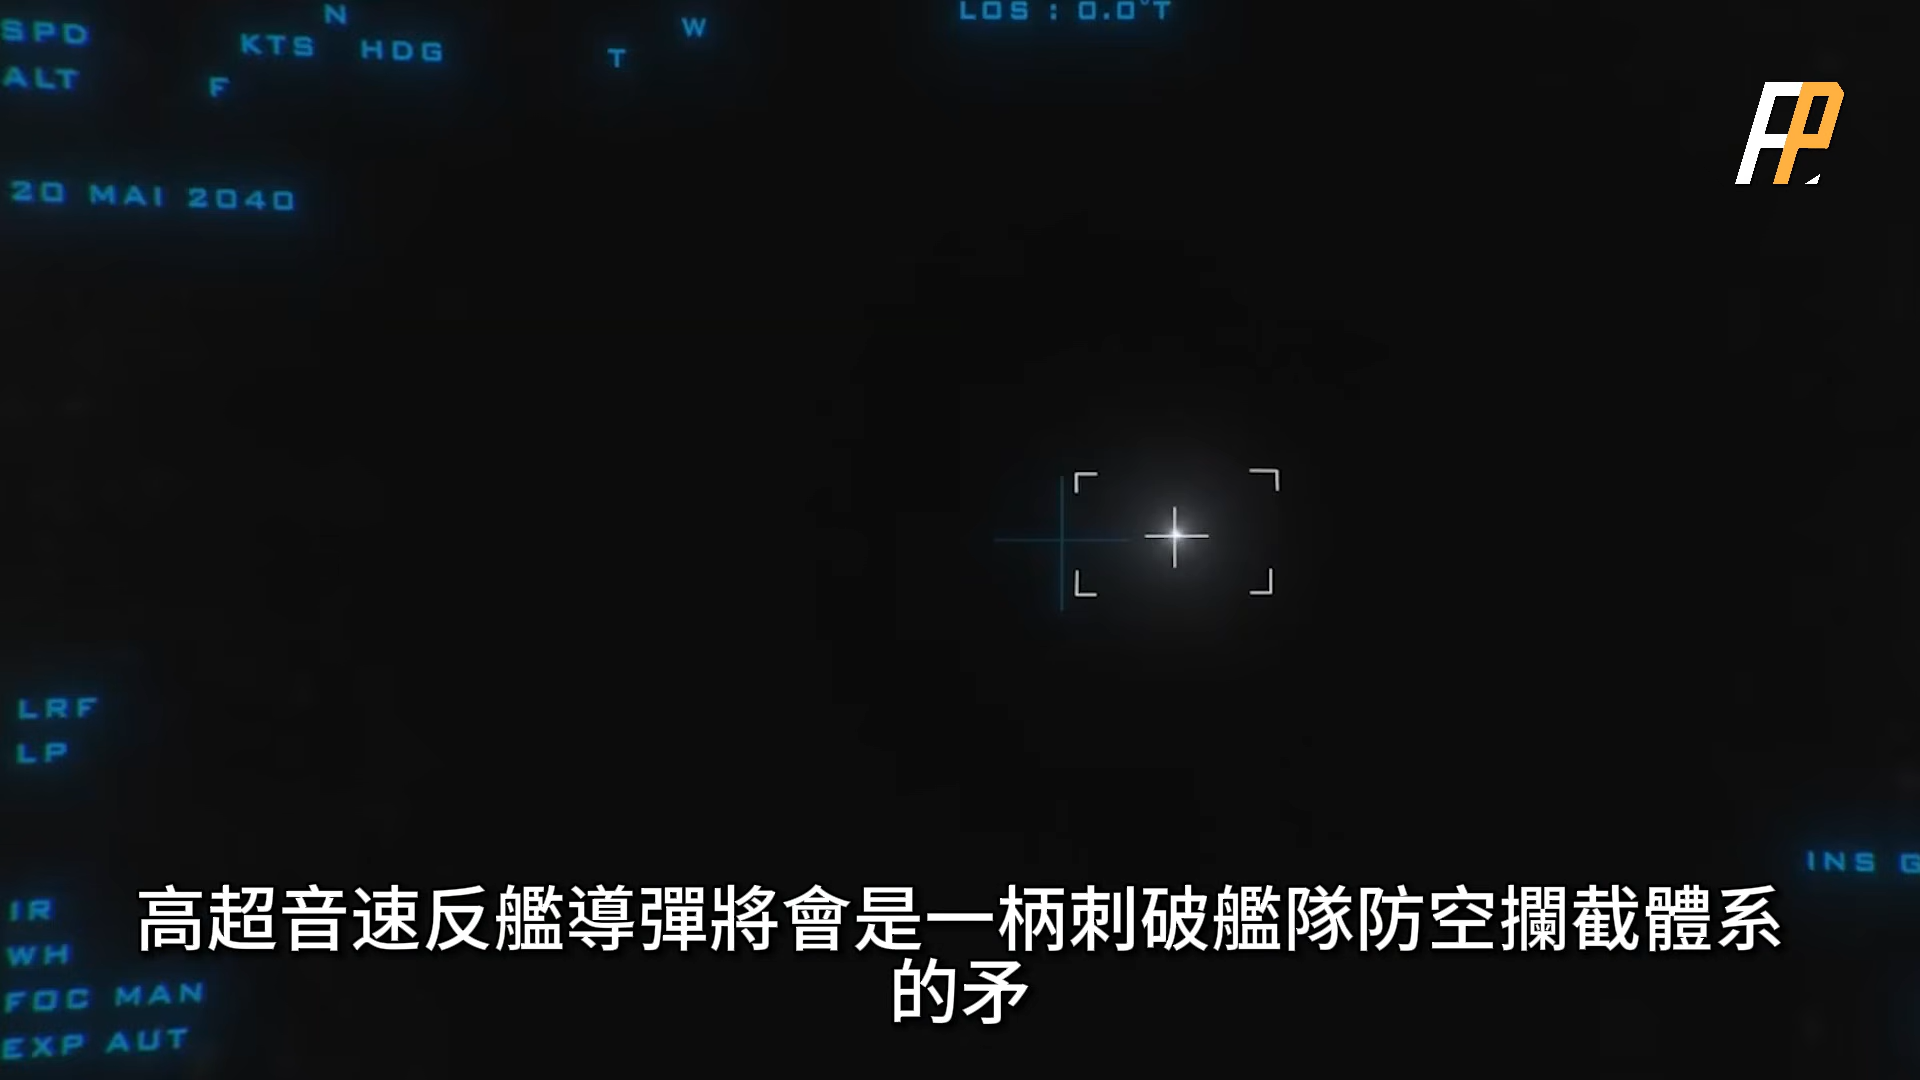 N
W
LOS : 0.0°T
SPD
KTS
HDG
T
ALT
F
FP
20 MAI 2040
LRF
LP
INS G
IR
WH
FOC MAN
EXP AUT
高超音速反艦導彈將會是一柄刺破艦隊防空攔截體系
的矛